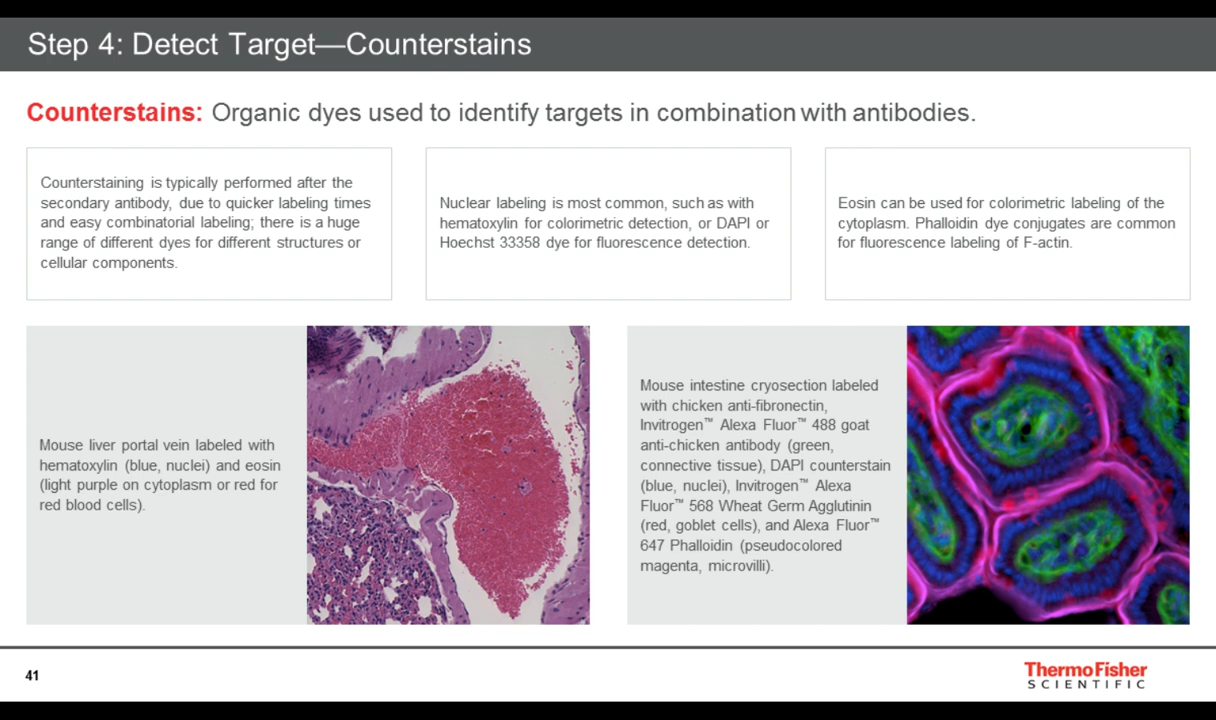 Step 4: Detect Target—Counterstains
Counterstains: Organic dyes used to identify targets in combination with antibodies.
Counterstaining is typically performed after the
secondary antibody, due to quicker labeling times
and easy combinatorial labeling; there is a huge
range of different dyes for different structures or
cellular components.
Nuclear labeling is most common, such as with
hematoxylin for colorimetric detection, or DAPI or
Hoechst 33358 dye for fluorescence detection.
Eosin can be used for colorimetric labeling of the
cytoplasm. Phalloidin dye conjugates are common
for fluorescence labeling of F-actin.
Mouse liver portal vein labeled with
hematoxylin (blue, nuclei) and eosin
(light purple on cytoplasm or red for
red blood cells).
Mouse intestine cryosection labeled
with chicken anti-fibronectin,
Invitrogen™ Alexa Fluor™ 488 goat
anti-chicken antibody (green,
connective tissue), DAPI counterstain
(blue, nuclei), Invitrogen™ Alexa
Fluor™ 568 Wheat Germ Agglutinin
(red, goblet cells), and Alexa Fluor™
647 Phalloidin (pseudocolored
magenta, microvilli).
41
ThermoFisher
SCIENTIFIC